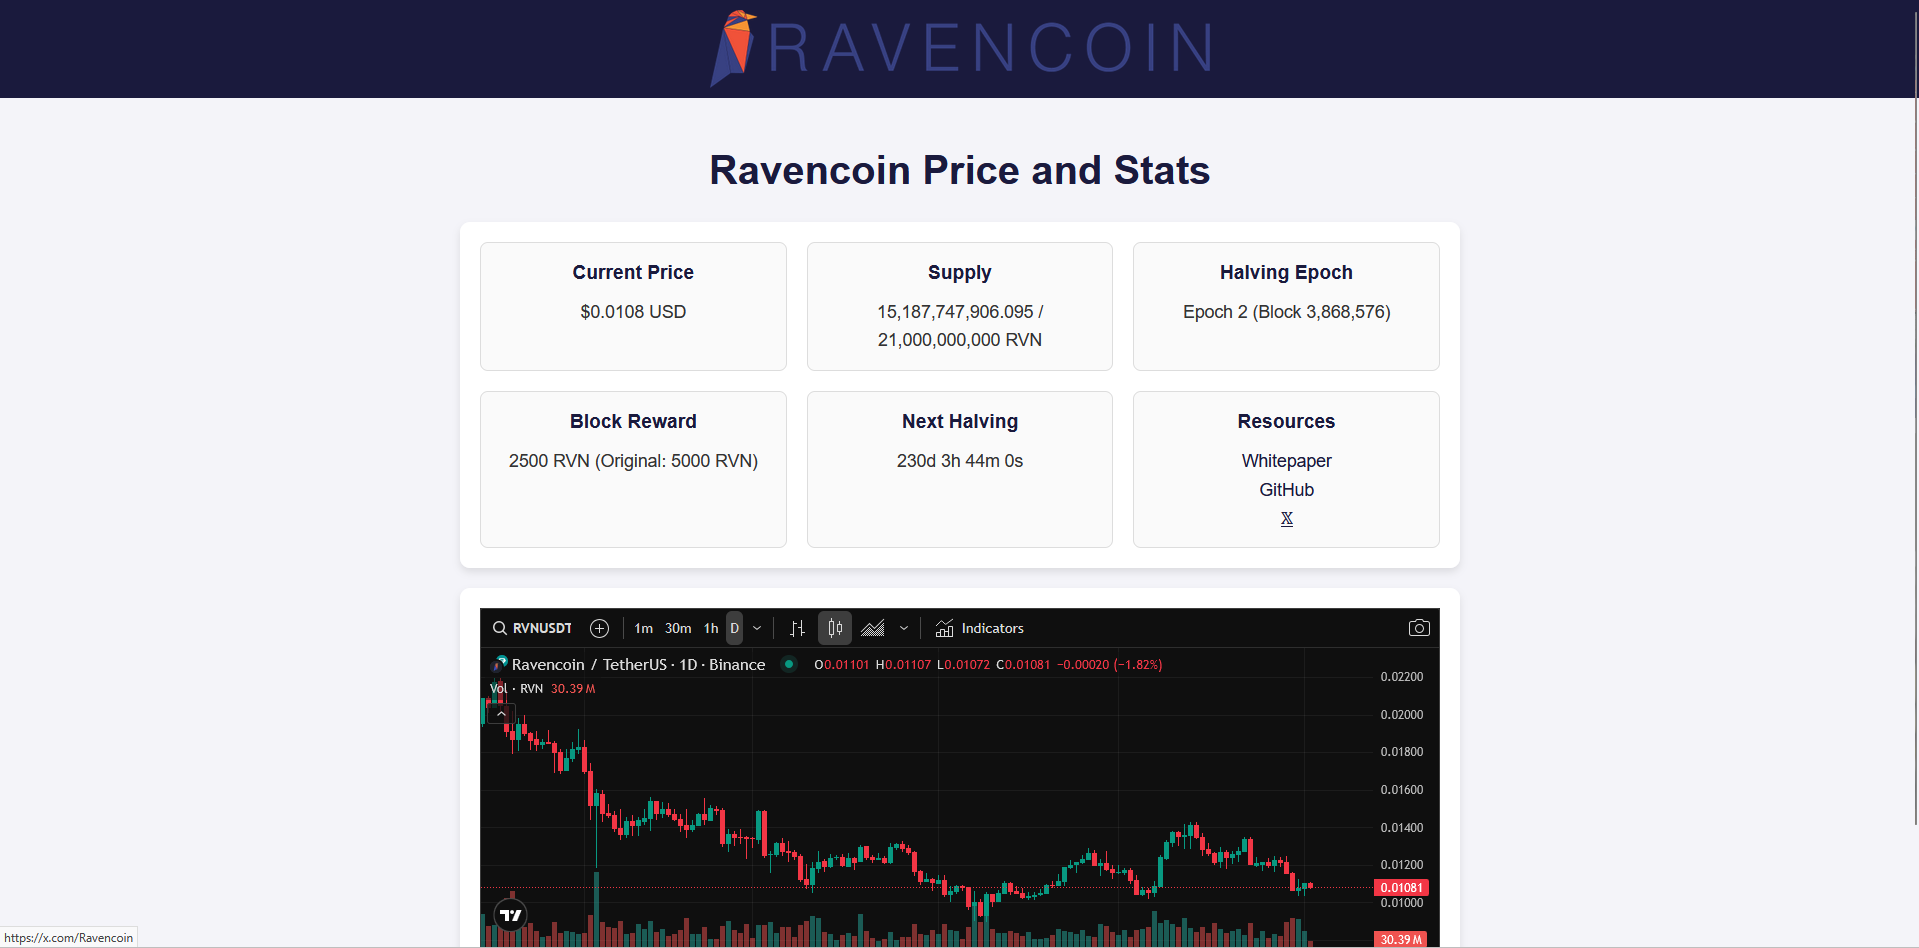 RAVENCOIN
Ravencoin Price and Stats
Current Price
$0.0108 USD
Supply
15,187,747,906.095 /
21,000,000,000 RVN
Halving Epoch
Epoch 2 (Block 3,868,576)
Block Reward
2500 RVN (Original: 5000 RVN)
Next Halving
230d 3h 44m 0s
Resources
Whitepaper
GitHub
𝕏
RVNUSDT 1m 30m 1h D Indicators
Ravencoin / TetherUS · 1D · Binance O0.01101 H0.01107 L0.01072 C0.01081 −0.00020 (−1.82%)
Vol · RVN 30.39 M
0.02200
0.02000
0.01800
0.01600
0.01400
0.01200
0.01081
0.01000
30.39 M
https://x.com/Ravencoin